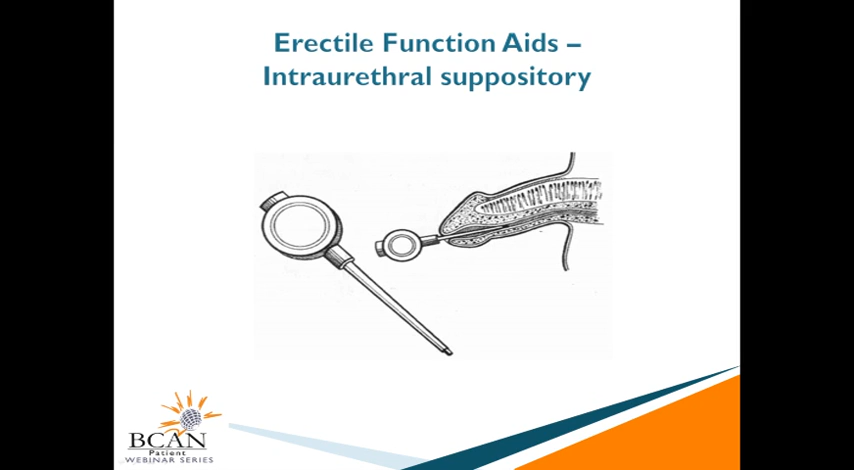 Erectile Function Aids –
Intraurethral suppository
BCAN
Patient
WEBINAR SERIES